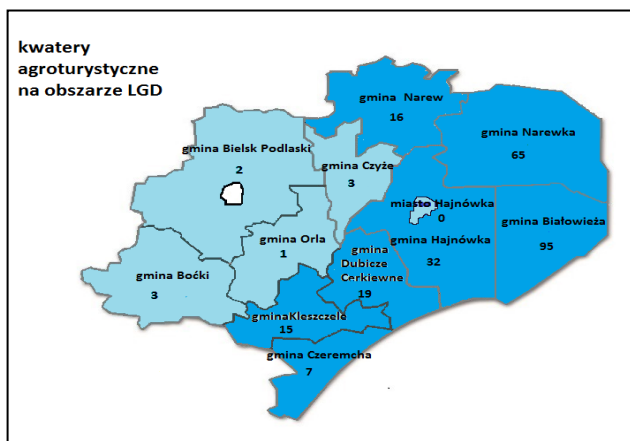 kwatery
agroturystyczne
na obszarze LGD
gmina Narew
16
gmina Narewka
65
gmina Bielsk Podlaski
2
gmina Czyże
3
miasto Hajnówka
0
gmina Białowieża
95
gmina Orla
1
gmina Hajnówka
32
gmina
Dubicze
Cerkiewne
19
gmina Boćki
3
gminaKleszczele
15
gmina Czeremcha
7